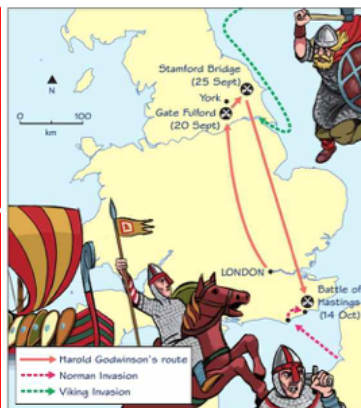 Stamford Bridge
(25 Sept)
York
Gate Fulford
(20 Sept)
N
0 100
km
LONDON
Battle of
Hastings
(14 Oct)
Harold Godwinson's route
Norman Invasion
Viking Invasion